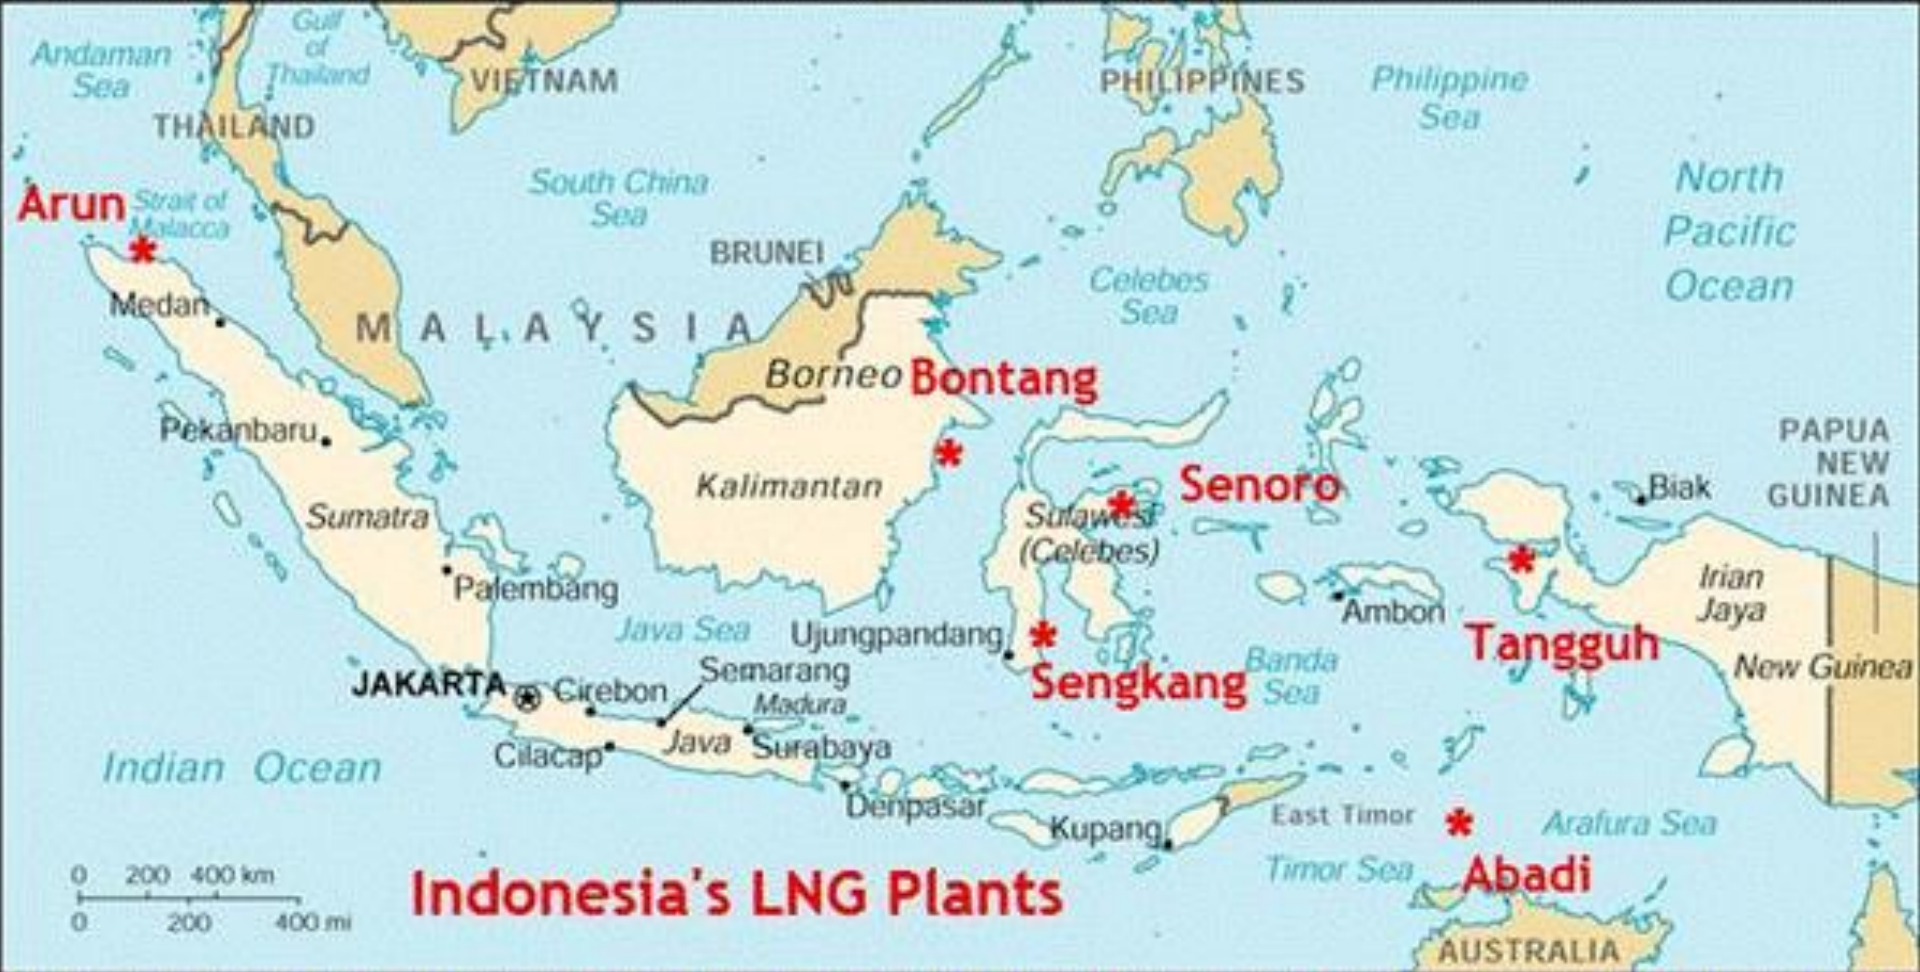 Andaman
Sea
Gulf
of
Thailand
VIETNAM
PHILIPPINES
Philippine
Sea
THAILAND
Arun
Strait of
Malacca
South China
Sea
North
Pacific
Ocean
BRUNEI
Celebes
Sea
Medan
MALAYSIA
Borneo
Bontang
Pekanbaru
Kalimantan
Senoro
PAPUA
NEW
GUINEA
Biak
Sumatra
Sulawesi
(Celebes)
Palembang
Irian
Jaya
Ambon
Java Sea
Ujungpandang
Tangguh
JAKARTA
Cirebon
Semarang
Madura
Sengkang
Banda
Sea
New Guinea
Cilacap
Java
Surabaya
Indian Ocean
Denpasar
Kupang
East Timor
Arafura Sea
Timor Sea
Abadi
0 200 400 km
0 200 400 mi
Indonesia's LNG Plants
AUSTRALIA